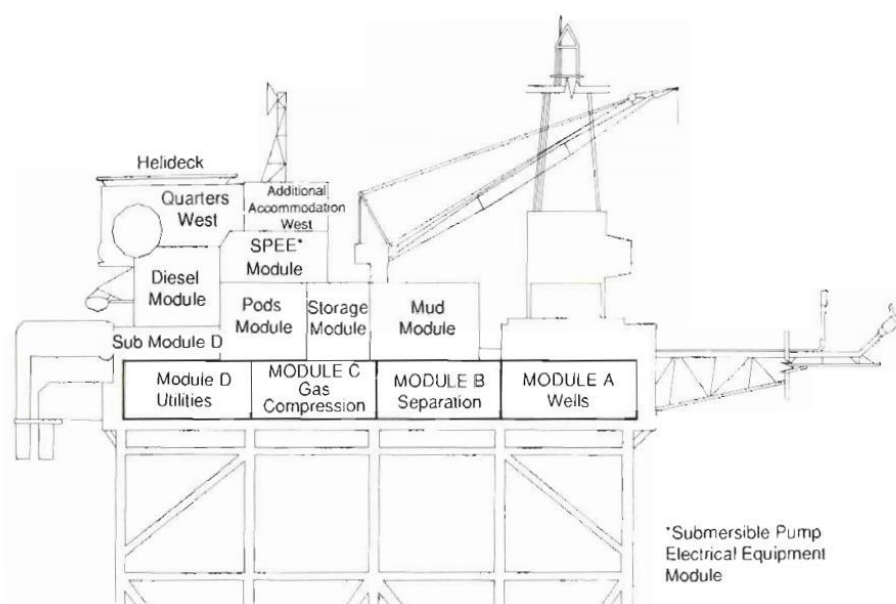 Helideck
Quarters
West
Additional
Accommodation
West
SPEE*
Module
Diesel
Module
Pods
Module
Storage
Module
Mud
Module
Sub Module D
Module D
Utilities
MODULE C
Gas
Compression
MODULE B
Separation
MODULE A
Wells
*Submersible Pump
Electrical Equipment
Module